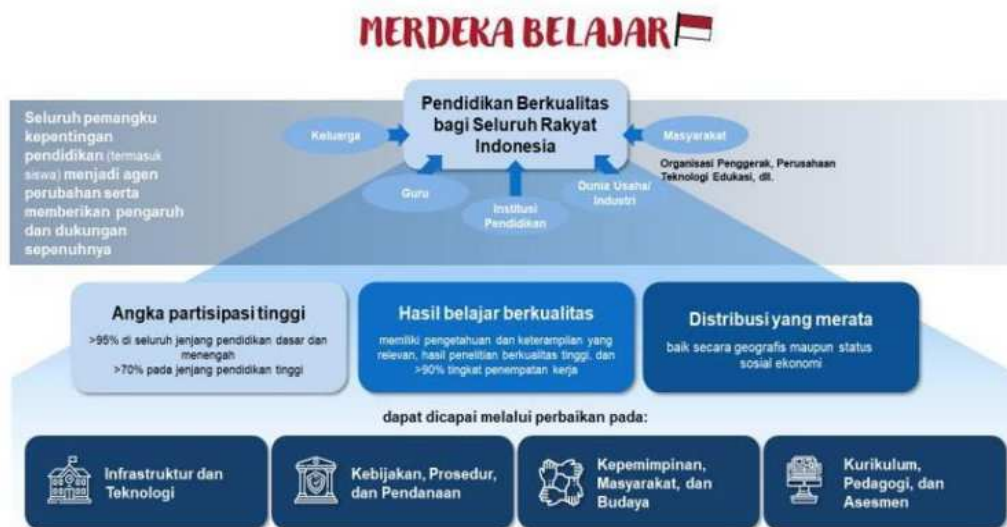 MERDEKA BELAJAR
Pendidikan Berkualitas
bagi Seluruh Rakyat
Indonesia
Seluruh pemangku
kepentingan
pendidikan (termasuk
siswa) menjadi agen
perubahan serta
memberikan pengaruh
dan dukungan
sepenuhnya
Keluarga
Guru
Institusi
Pendidikan
Dunia Usaha/
Industri
Masyarakat
Organisasi Penggerak, Perusahaan
Teknologi Edukasi, dll.
Angka partisipasi tinggi
>95% di seluruh jenjang pendidikan dasar dan
menengah
>70% pada jenjang pendidikan tinggi
Hasil belajar berkualitas
memiliki pengetahuan dan keterampilan yang
relevan, hasil penelitian berkualitas tinggi, dan
>90% tingkat penempatan kerja
Distribusi yang merata
baik secara geografis maupun status
sosial ekonomi
dapat dicapai melalui perbaikan pada:
Infrastruktur dan
Teknologi
Kebijakan, Prosedur,
dan Pendanaan
Kepemimpinan,
Masyarakat, dan
Budaya
Kurikulum,
Pedagogi, dan
Asesmen